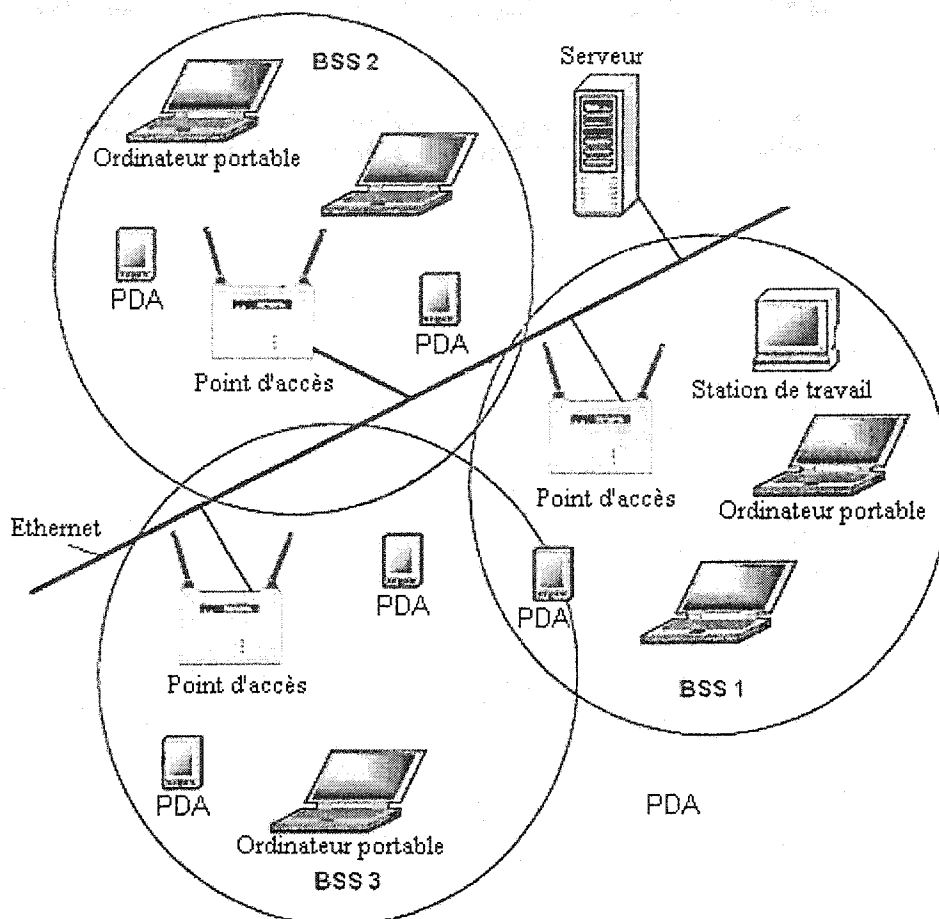 BSS 2
Serveur
Ordinateur portable
PDA
PDA
Point d'accès
Station de travail
Point d'accès
Ordinateur portable
Ethernet
PDA
PDA
Point d'accès
BSS 1
PDA
PDA
Ordinateur portable
BSS 3